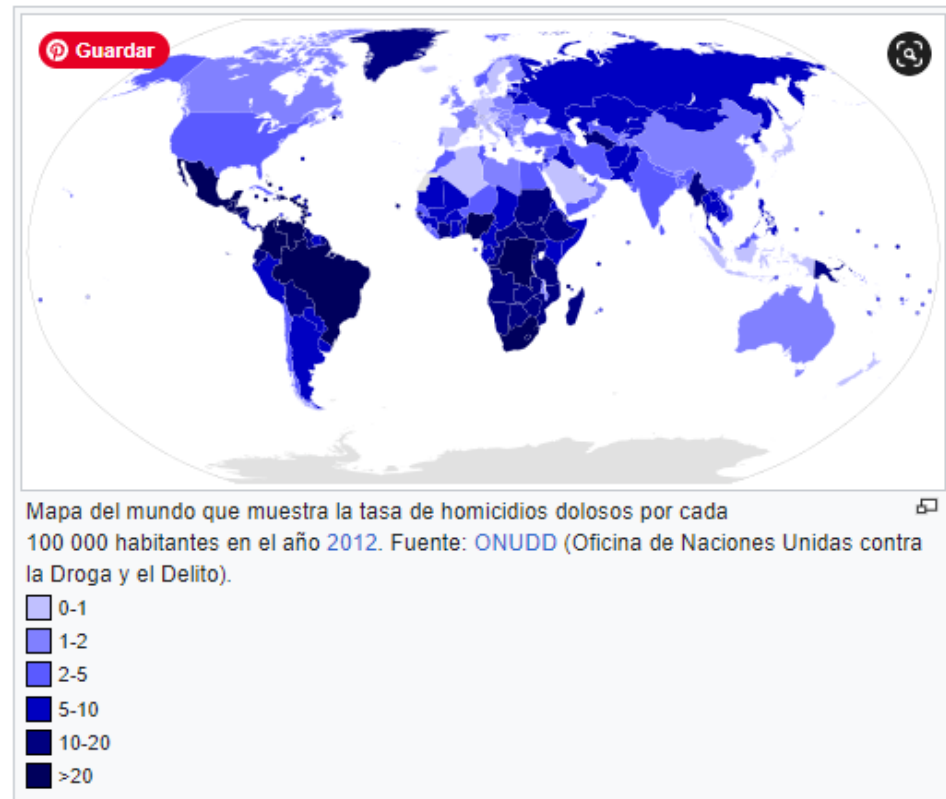 Guardar
Mapa del mundo que muestra la tasa de homicidios dolosos por cada
100 000 habitantes en el año 2012. Fuente: ONUDD (Oficina de Naciones Unidas contra
la Droga y el Delito).
0-1
1-2
2-5
5-10
10-20
>20